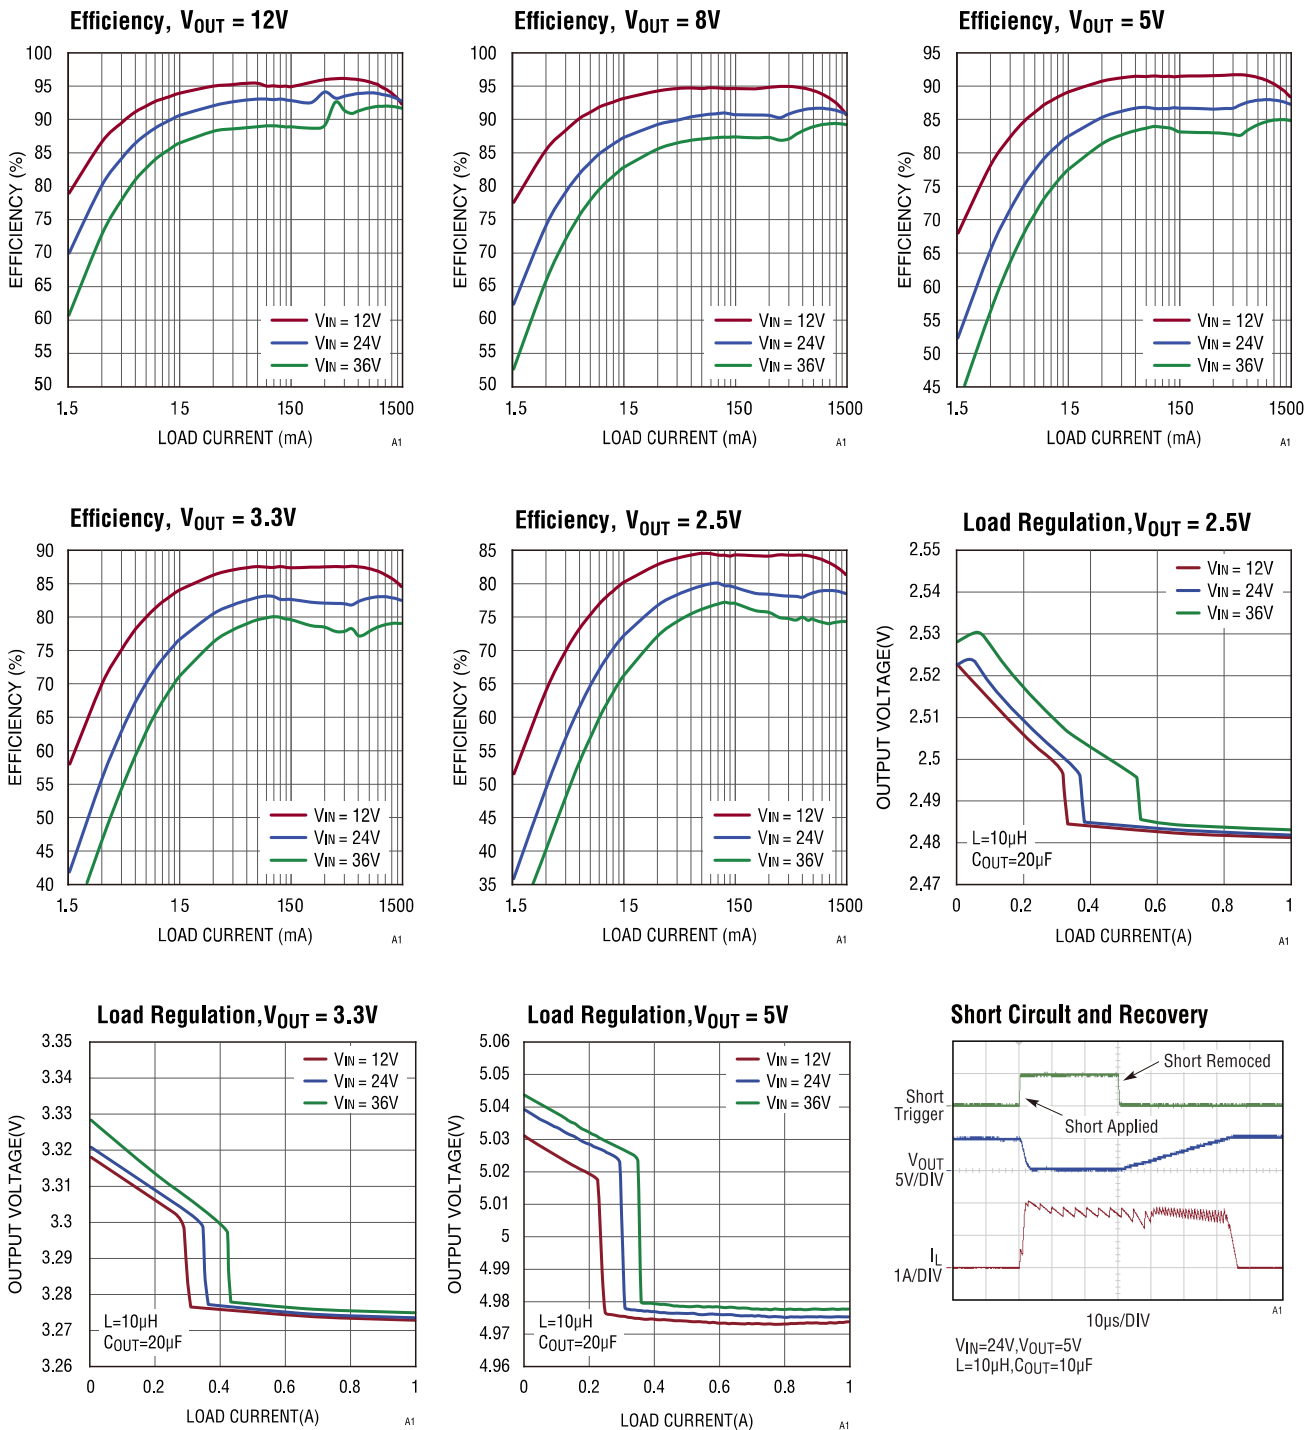 Efficiency, VOUT = 12V
100
95
90
85
80
75
70
65
60
55
50
EFFICIENCY (%)
VIN = 12V
VIN = 24V
VIN = 36V
1.5
15
150
1500
LOAD CURRENT (mA)
A1
Efficiency, VOUT = 8V
100
95
90
85
80
75
70
65
60
55
50
EFFICIENCY (%)
VIN = 12V
VIN = 24V
VIN = 36V
1.5
15
150
1500
LOAD CURRENT (mA)
A1
Efficiency, VOUT = 5V
95
90
85
80
75
70
65
60
55
50
45
EFFICIENCY (%)
VIN = 12V
VIN = 24V
VIN = 36V
1.5
15
150
1500
LOAD CURRENT (mA)
A1
Efficiency, VOUT = 3.3V
90
85
80
75
70
65
60
55
50
45
40
EFFICIENCY (%)
VIN = 12V
VIN = 24V
VIN = 36V
1.5
15
150
1500
LOAD CURRENT (mA)
A1
Efficiency, VOUT = 2.5V
85
80
75
70
65
60
55
50
45
40
35
EFFICIENCY (%)
VIN = 12V
VIN = 24V
VIN = 36V
1.5
15
150
1500
LOAD CURRENT (mA)
A1
Load Regulation,VOUT = 2.5V
2.55
2.54
2.53
2.52
2.51
2.5
2.49
2.48
2.47
OUTPUT VOLTAGE(V)
VIN = 12V
VIN = 24V
VIN = 36V
L=10μH
COUT=20μF
0
0.2
0.4
0.6
0.8
1
LOAD CURRENT(A)
A1
Load Regulation,VOUT = 3.3V
3.35
3.34
3.33
3.32
3.31
3.3
3.29
3.28
3.27
3.26
OUTPUT VOLTAGE(V)
VIN = 12V
VIN = 24V
VIN = 36V
L=10μH
COUT=20μF
0
0.2
0.4
0.6
0.8
1
LOAD CURRENT(A)
A1
Load Regulation,VOUT = 5V
5.06
5.05
5.04
5.03
5.02
5.01
5
4.99
4.98
4.97
4.96
OUTPUT VOLTAGE(V)
VIN = 12V
VIN = 24V
VIN = 36V
L=10μH
COUT=20μF
0
0.2
0.4
0.6
0.8
1
LOAD CURRENT(A)
A1
Short Circult and Recovery
Short Removed
Short
Trigger
Short Applied
VOUT
5V/DIV
IL
1A/DIV
A1
10μs/DIV
VIN=24V,VOUT=5V
L=10μH,COUT=10μF